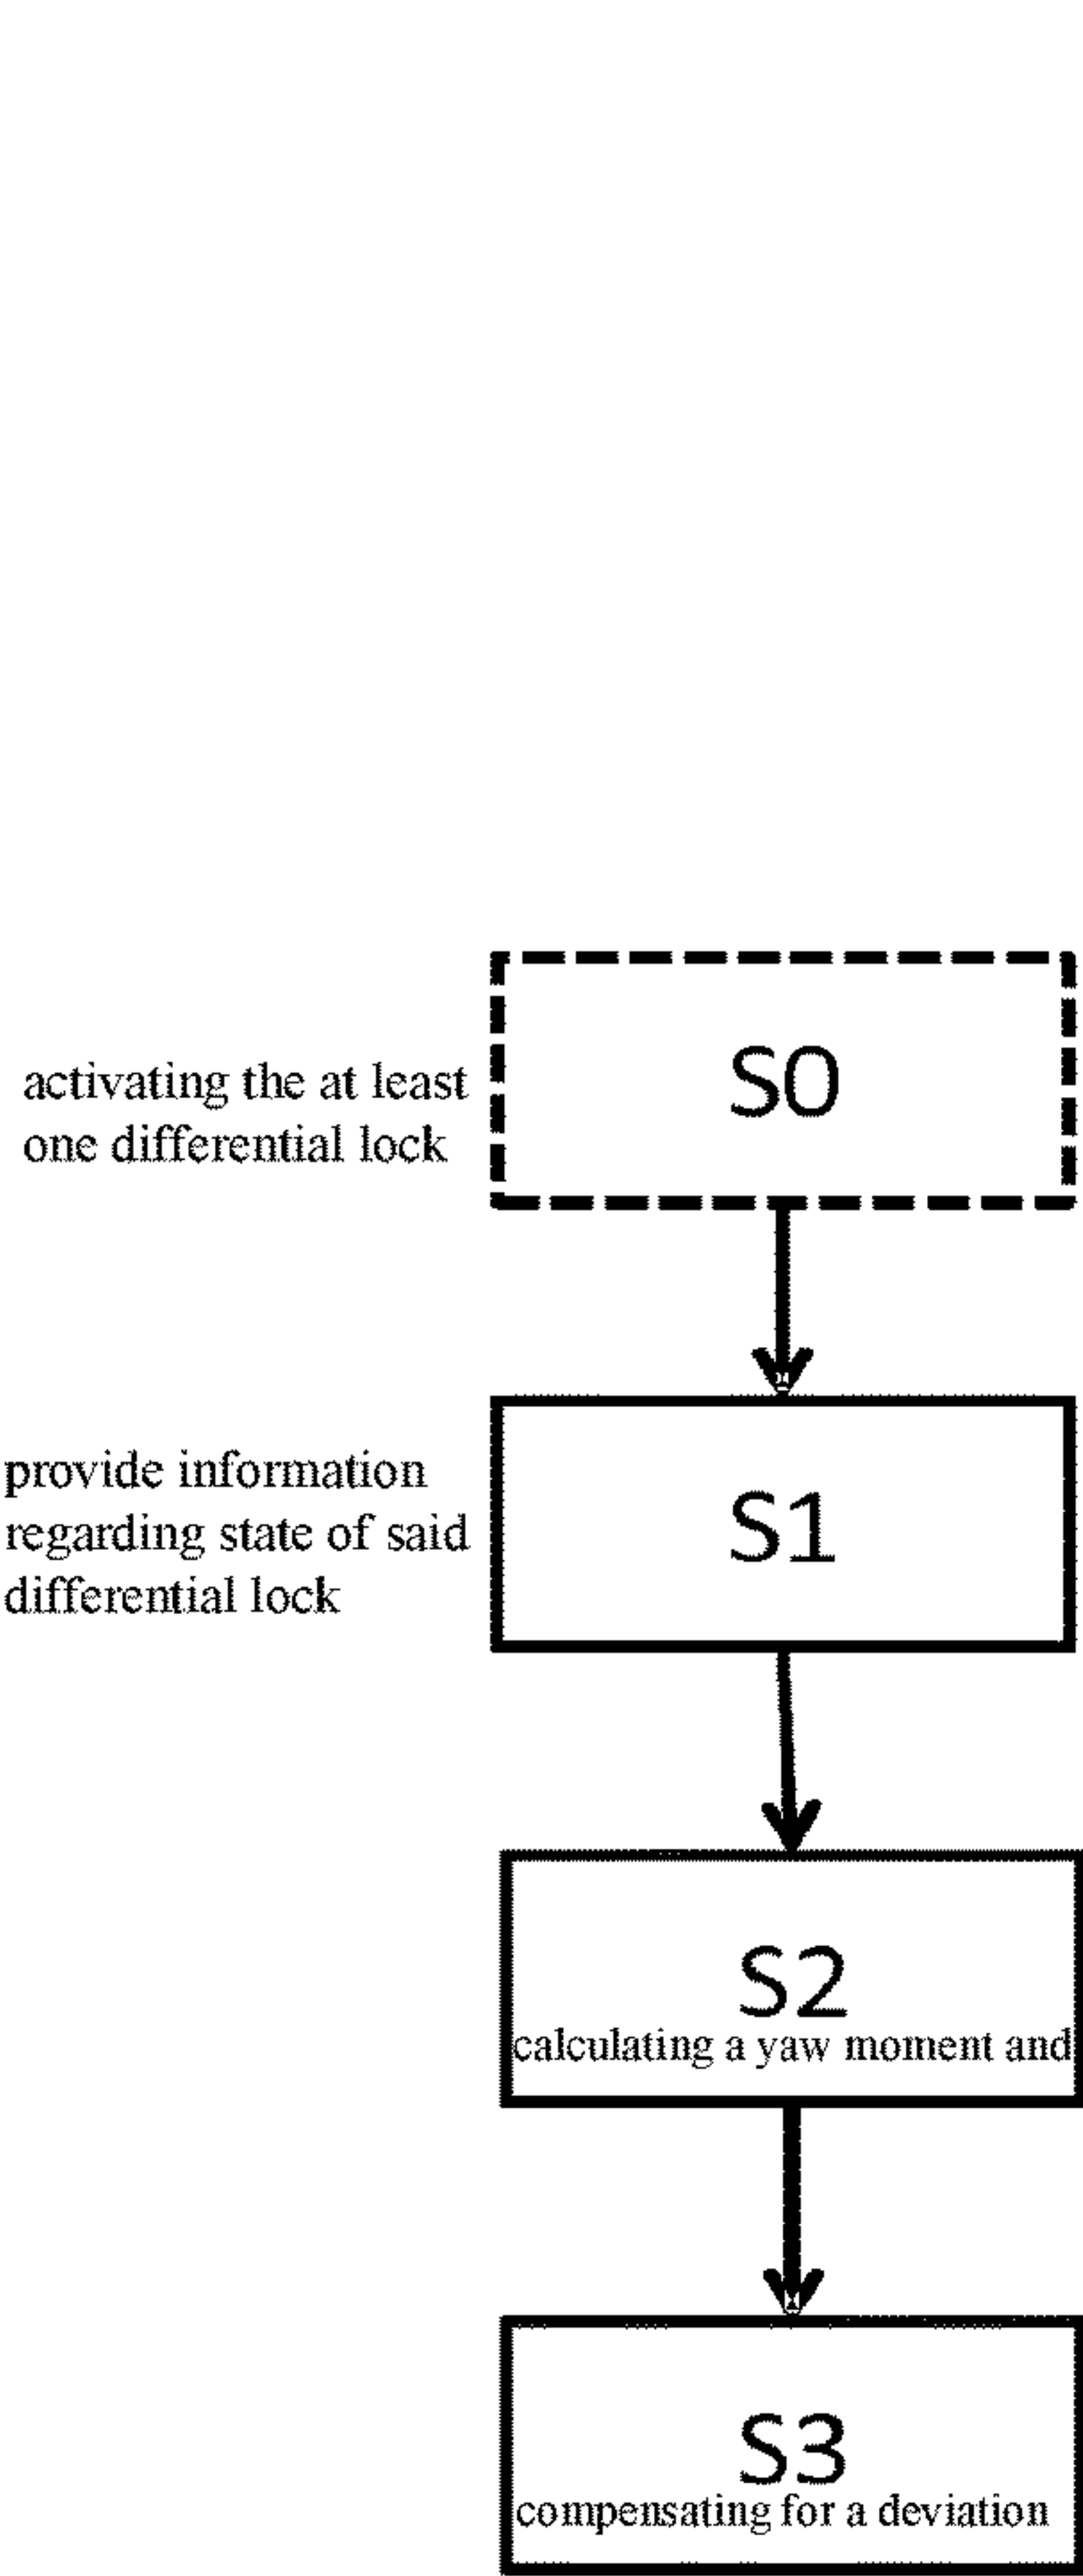 S0
activating the at least
one differential lock
S1
provide information
regarding state of said
differential lock
S2
calculating a yaw moment and
S3
compensating for a deviation